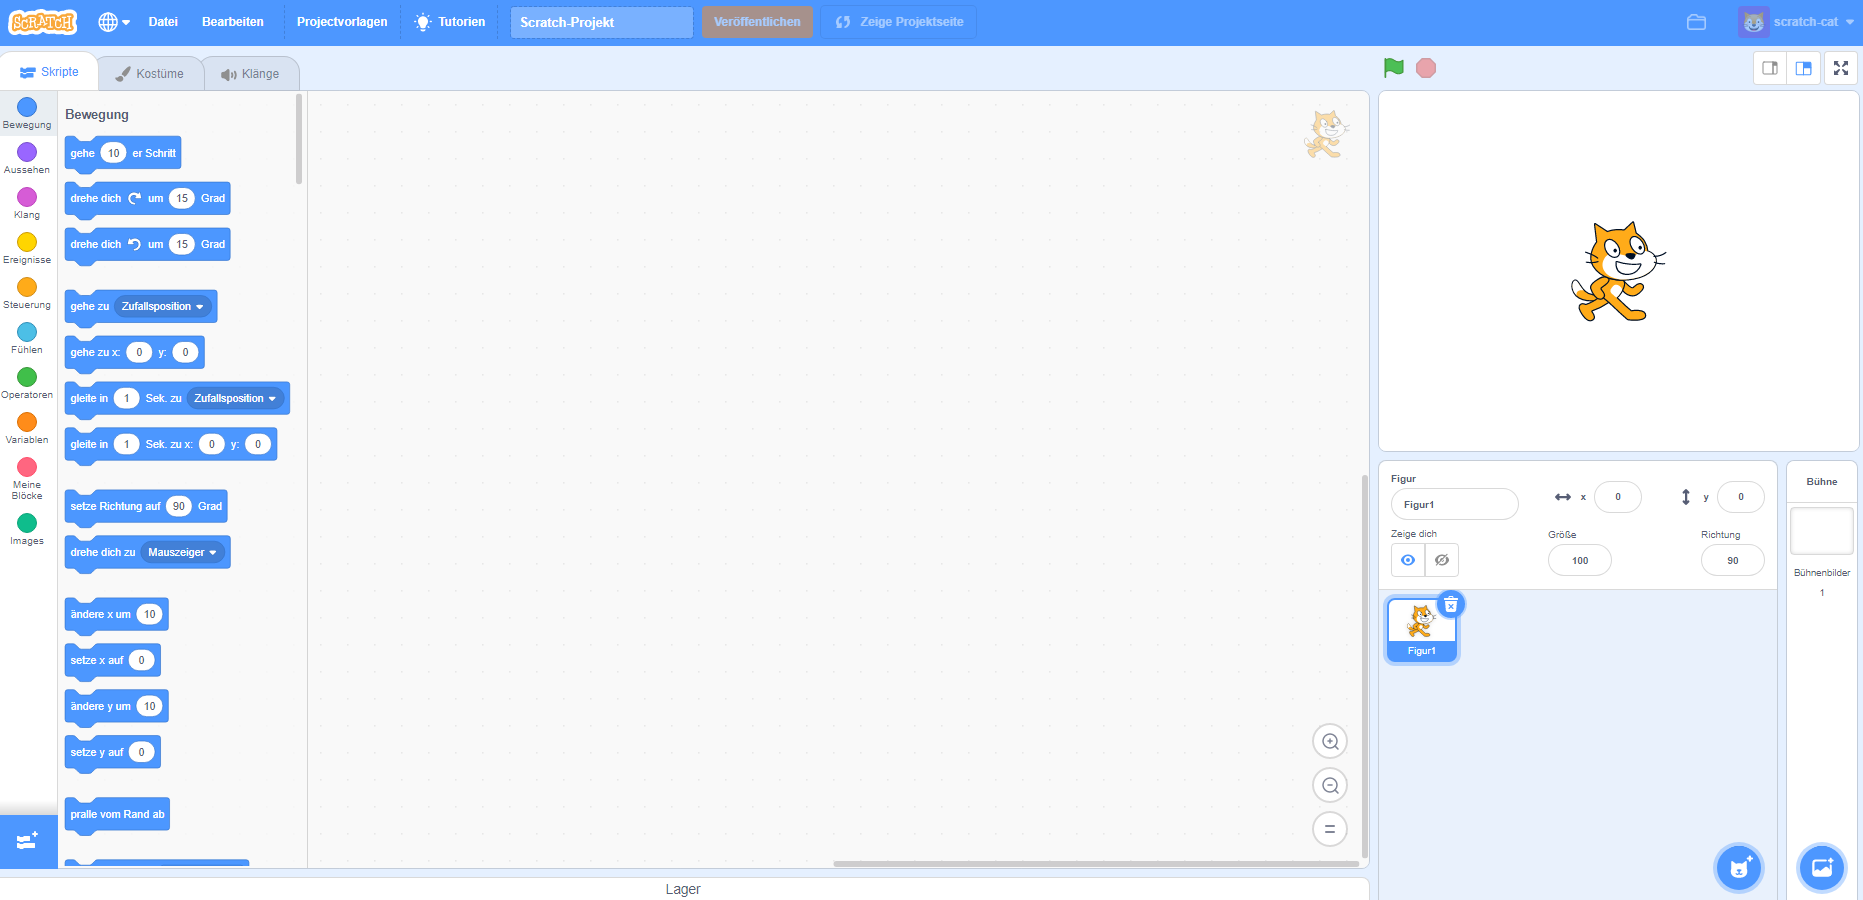 SCRATCH Datei Bearbeiten Projektvorlagen Tutorien Scratch-Projekt Veröffentlichen Zeige Projektseite scratch-cat
Skripte Kostüme Klänge
Bewegung
Aussehen
Klang
Ereignisse
Steuerung
Fühlen
Operatoren
Variablen
Meine
Blöcke
Images
Bewegung
gehe 10 er Schritt
drehe dich um 15 Grad
drehe dich um 15 Grad
gehe zu Zufallsposition
gehe zu x: 0 y: 0
gleite in 1 Sek. zu Zufallsposition
gleite in 1 Sek. zu x: 0 y: 0
setze Richtung auf 90 Grad
drehe dich zu Mauszeiger
ändere x um 10
setze x auf 0
ändere y um 10
setze y auf 0
pralle vom Rand ab
Lager
Figur
Figur1 x 0 y 0
Zeige dich Größe Richtung
100 90
Figur1
Bühne
Bühnenbilder
1